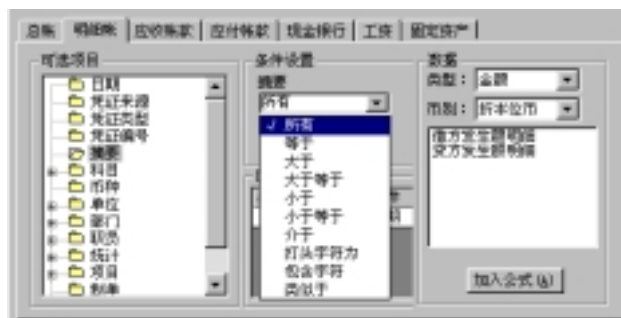 总帐 明细帐 应收帐款 应付帐款 现金银行 工资 固定资产
可选项目
日期
凭证来源
凭证类型
凭证编号
摘要
科目
币种
单位
部门
职员
统计
项目
制单
条件设置
摘要
所有
✓ 所有
等于
大于
大于等于
小于
小于等于
介于
打头字符为
包含字符
类似于
数据
类型： 金额
币别： 折本位币
借方发生额明细
贷方发生额明细
加入公式(A)